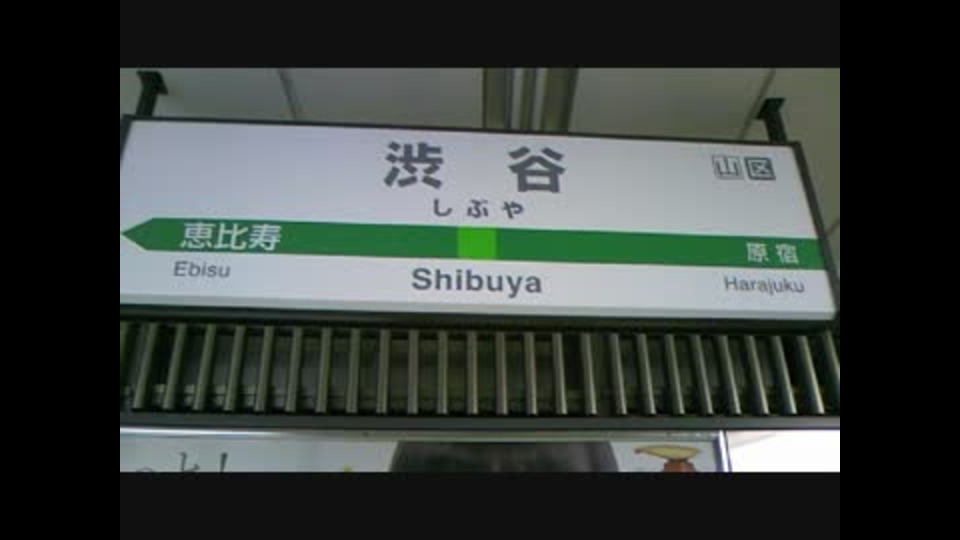 渋谷
山区
しぶや
恵比寿
原宿
Ebisu
Shibuya
Harajuku